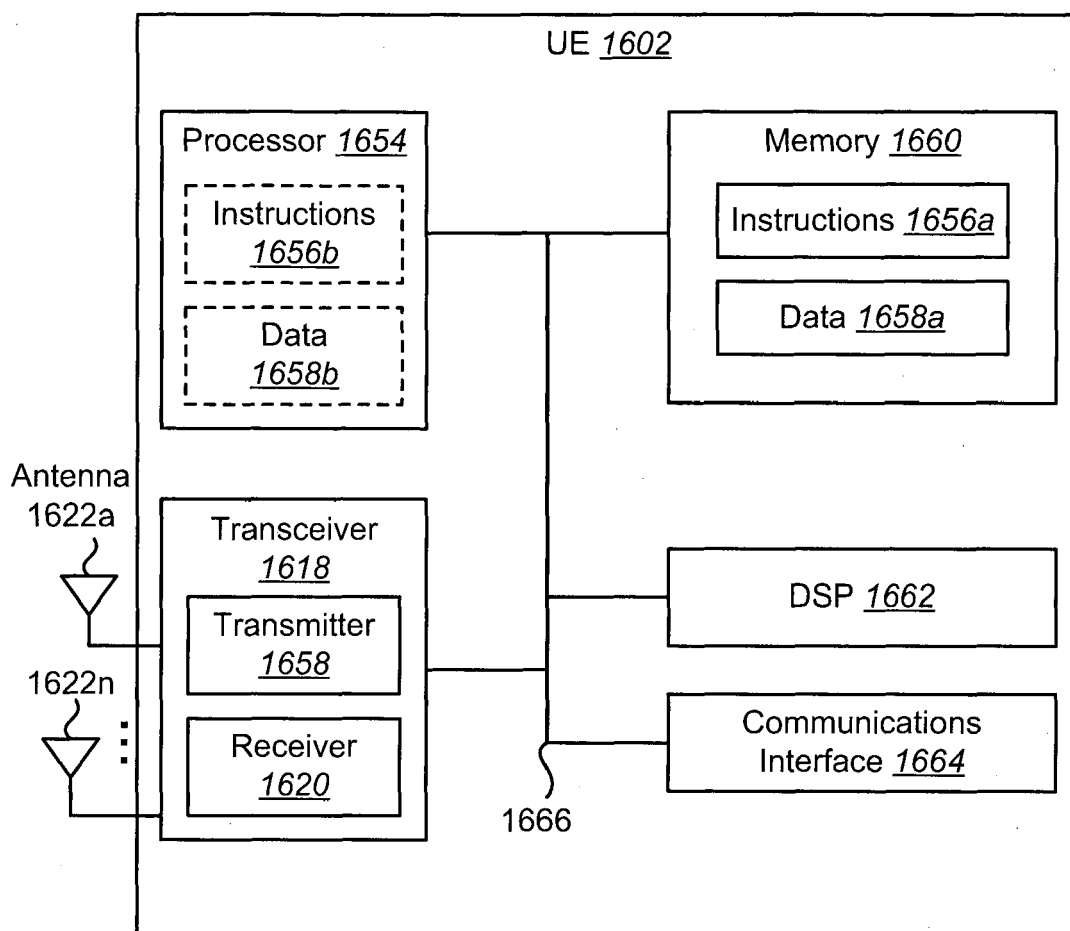 UE 1602
Processor 1654
Instructions
1656b
Data
1658b
Memory 1660
Instructions 1656a
Data 1658a
Antenna
1622a
1622n
Transceiver
1618
Transmitter
1658
Receiver
1620
DSP 1662
Communications
Interface 1664
1666